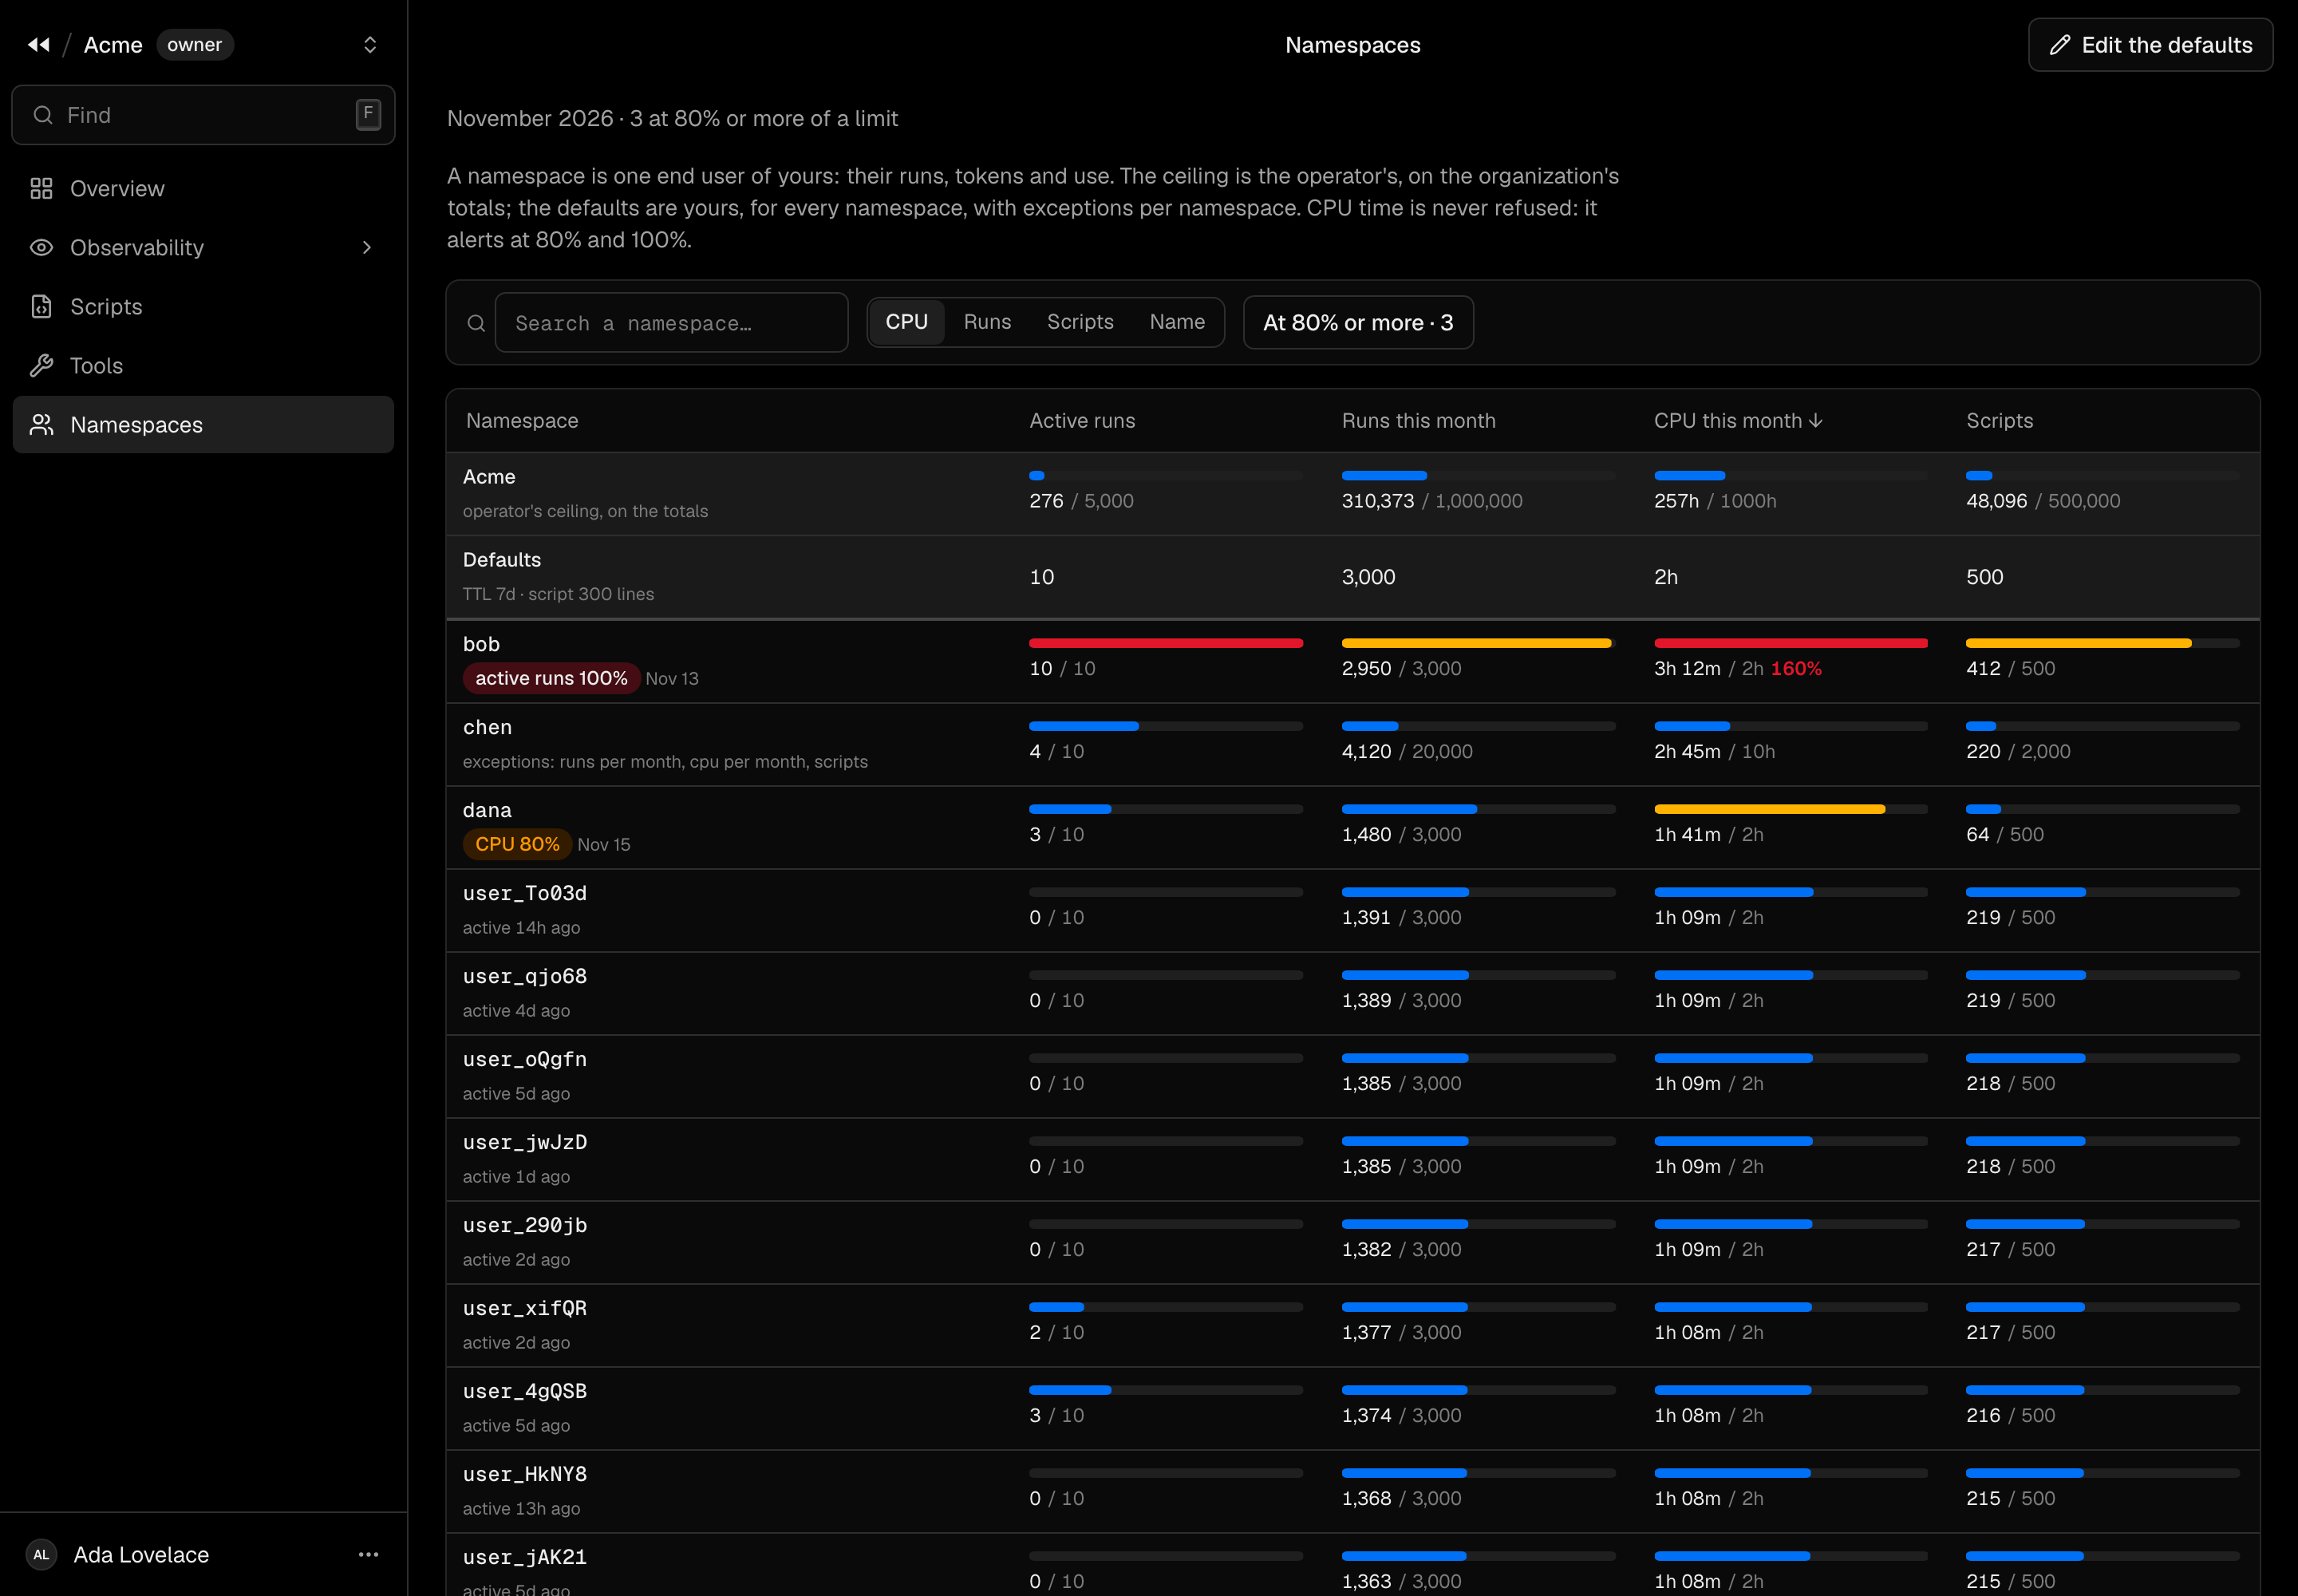 / Acme owner
Find F
Overview
Observability
Scripts
Tools
Namespaces
AL Ada Lovelace
Namespaces
Edit the defaults
November 2026 · 3 at 80% or more of a limit
A namespace is one end user of yours: their runs, tokens and use. The ceiling is the operator's, on the organization's
totals; the defaults are yours, for every namespace, with exceptions per namespace. CPU time is never refused: it
alerts at 80% and 100%.
Search a namespace… CPU Runs Scripts Name At 80% or more · 3
Namespace Active runs Runs this month CPU this month ↓ Scripts
Acme
operator's ceiling, on the totals
276 / 5,000 310,373 / 1,000,000 257h / 1000h 48,096 / 500,000
Defaults
TTL 7d · script 300 lines
10 3,000 2h 500
bob
active runs 100% Nov 13
10 / 10 2,950 / 3,000 3h 12m / 2h 160% 412 / 500
chen
exceptions: runs per month, cpu per month, scripts
4 / 10 4,120 / 20,000 2h 45m / 10h 220 / 2,000
dana
CPU 80% Nov 15
3 / 10 1,480 / 3,000 1h 41m / 2h 64 / 500
user_To03d
active 14h ago
0 / 10 1,391 / 3,000 1h 09m / 2h 219 / 500
user_qjo68
active 4d ago
0 / 10 1,389 / 3,000 1h 09m / 2h 219 / 500
user_oQgfn
active 5d ago
0 / 10 1,385 / 3,000 1h 09m / 2h 218 / 500
user_jwJzD
active 1d ago
0 / 10 1,385 / 3,000 1h 09m / 2h 218 / 500
user_290jb
active 2d ago
0 / 10 1,382 / 3,000 1h 09m / 2h 217 / 500
user_xifQR
active 2d ago
2 / 10 1,377 / 3,000 1h 08m / 2h 217 / 500
user_4gQSB
active 5d ago
3 / 10 1,374 / 3,000 1h 08m / 2h 216 / 500
user_HkNY8
active 13h ago
0 / 10 1,368 / 3,000 1h 08m / 2h 215 / 500
user_jAK21
active 5d ago
0 / 10 1,363 / 3,000 1h 08m / 2h 215 / 500